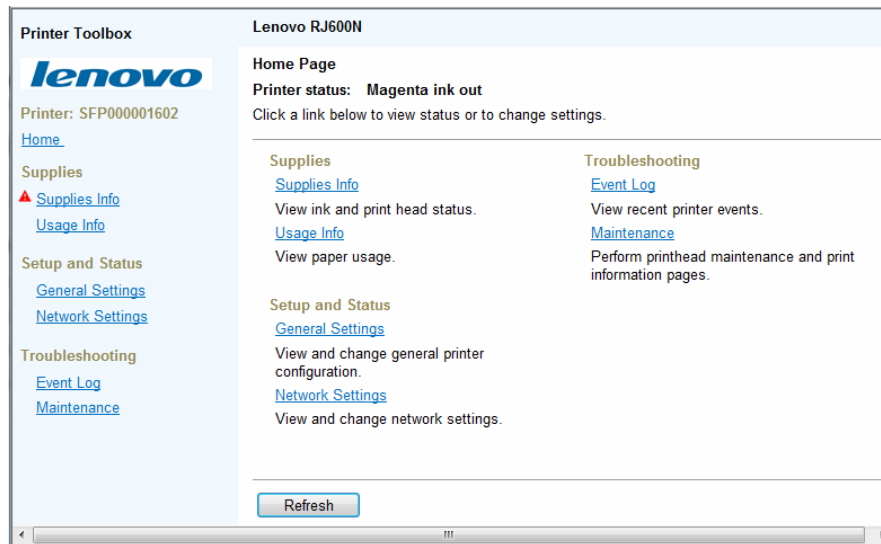 Printer Toolbox
lenovo
Printer: SFP000001602
Home
Supplies
Supplies Info
Usage Info
Setup and Status
General Settings
Network Settings
Troubleshooting
Event Log
Maintenance
Lenovo RJ600N
Home Page
Printer status: Magenta ink out
Click a link below to view status or to change settings.
Supplies
Supplies Info
View ink and print head status.
Usage Info
View paper usage.
Setup and Status
General Settings
View and change general printer
configuration.
Network Settings
View and change network settings.
Troubleshooting
Event Log
View recent printer events.
Maintenance
Perform printhead maintenance and print
information pages.
Refresh